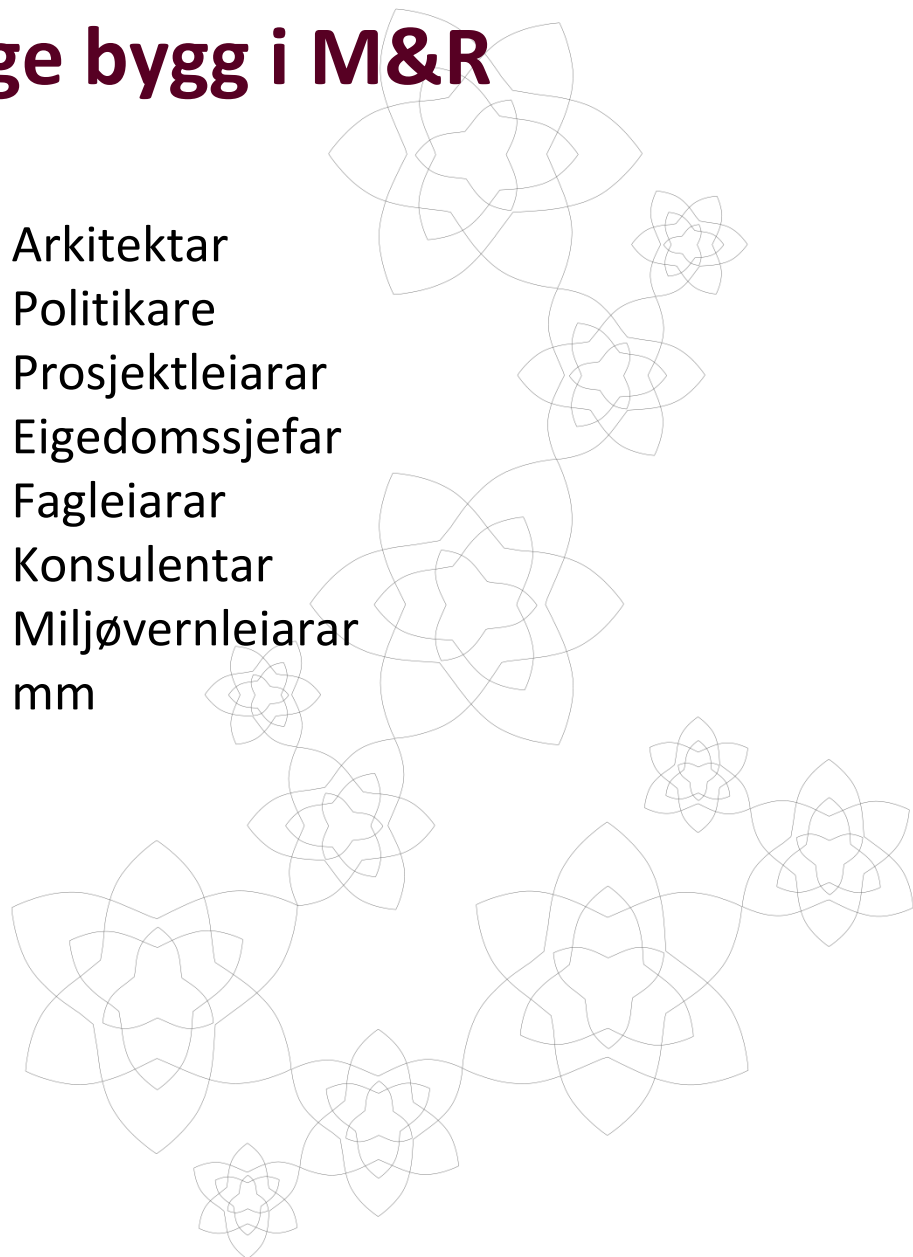 ge bygg i M&R
Arkitektar
Politikare
Prosjektleiarar
Eigedomssjefar
Fagleiarar
Konsulentar
Miljøvernleiarar
mm